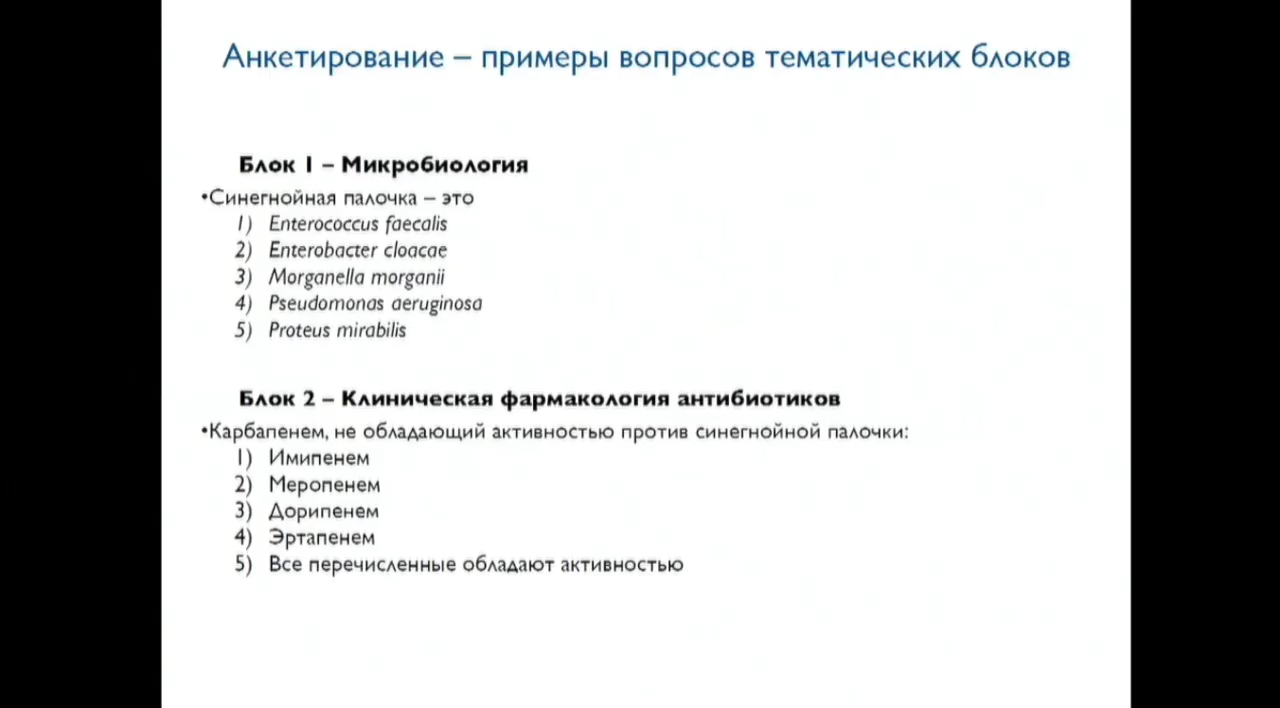 Анкетирование – примеры вопросов тематических блоков
Блок 1 – Микробиология
•Синегнойная палочка – это
1) Enterococcus faecalis
2) Enterobacter cloacae
3) Morganella morganii
4) Pseudomonas aeruginosa
5) Proteus mirabilis
Блок 2 – Клиническая фармакология антибиотиков
•Карбапенем, не обладающий активностью против синегнойной палочки:
1) Имипенем
2) Меропенем
3) Дорипенем
4) Эртапенем
5) Все перечисленные обладают активностью